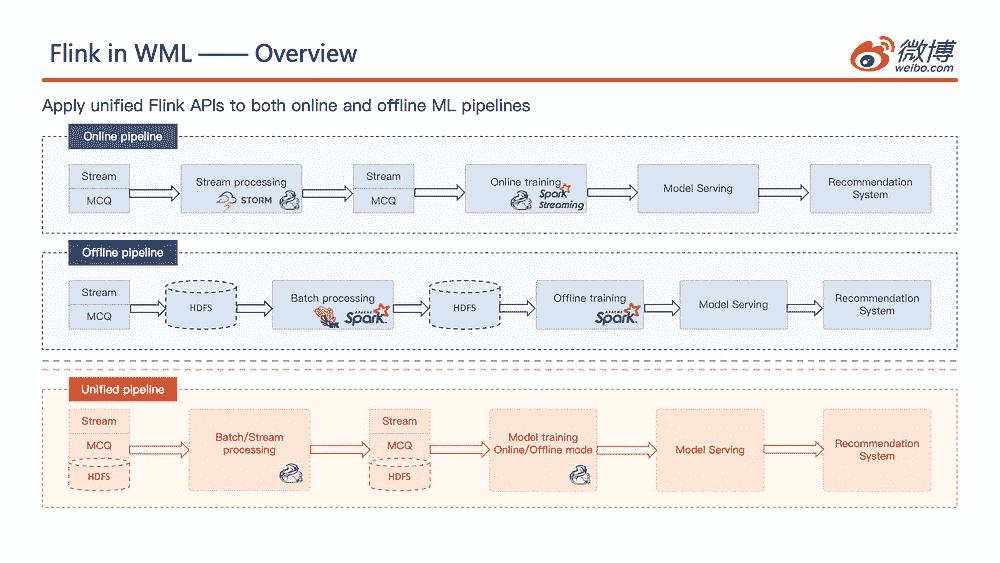 Flink in WML —— Overview
微博
weibo.com
Apply unified Flink APIs to both online and offline ML pipelines
Online pipeline
Stream
MCQ
Stream processing
STORM
Stream
MCQ
Online training
Spark
Streaming
Model Serving
Recommendation
System
Offline pipeline
Stream
MCQ
HDFS
Batch processing
APACHE
Spark
HDFS
Offline training
APACHE
Spark
Model Serving
Recommendation
System
Unified pipeline
Stream
MCQ
HDFS
Batch/Stream
processing
Stream
MCQ
HDFS
Model training
Online/Offline mode
Model Serving
Recommendation
System